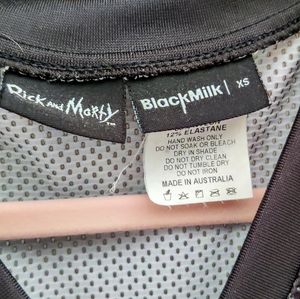 Rick and Morty
TM
BlackMilk | XS
12% ELASTANE
HAND WASH ONLY
DO NOT SOAK OR BLEACH
DRY IN SHADE
DO NOT DRY CLEAN
DO NOT TUMBLE DRY
DO NOT IRON
MADE IN AUSTRALIA